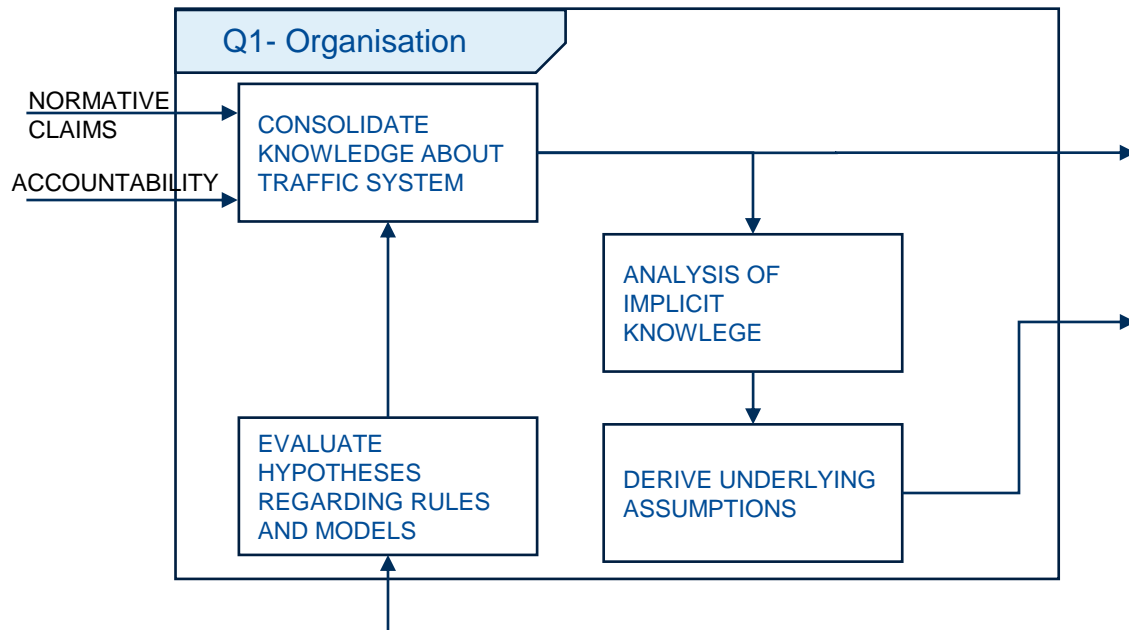 Q1- Organisation
NORMATIVE
CLAIMS
ACCOUNTABILITY
CONSOLIDATE
KNOWLEDGE ABOUT
TRAFFIC SYSTEM
ANALYSIS OF
IMPLICIT
KNOWLEGE
EVALUATE
HYPOTHESES
REGARDING RULES
AND MODELS
DERIVE UNDERLYING
ASSUMPTIONS